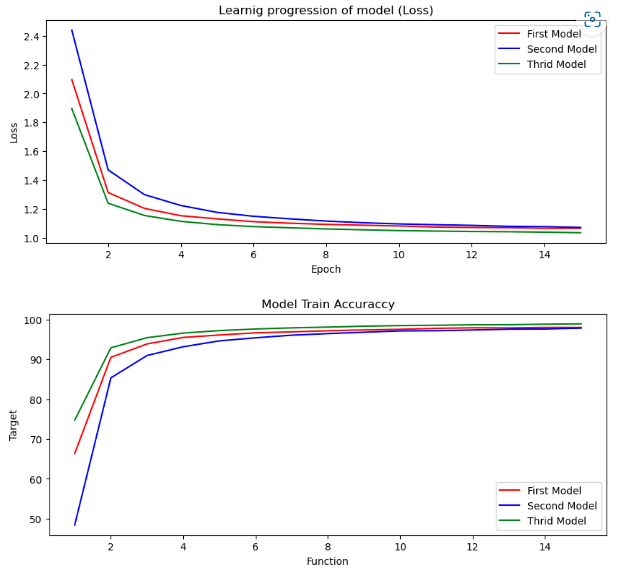 Learnig progression of model (Loss)
2.4
2.2
2.0
1.8
1.6
1.4
1.2
1.0
Loss
First Model
Second Model
Thrid Model
2
4
6
8
10
12
14
Epoch
Model Train Accuraccy
100
90
80
70
60
50
Target
First Model
Second Model
Thrid Model
2
4
6
8
10
12
14
Function